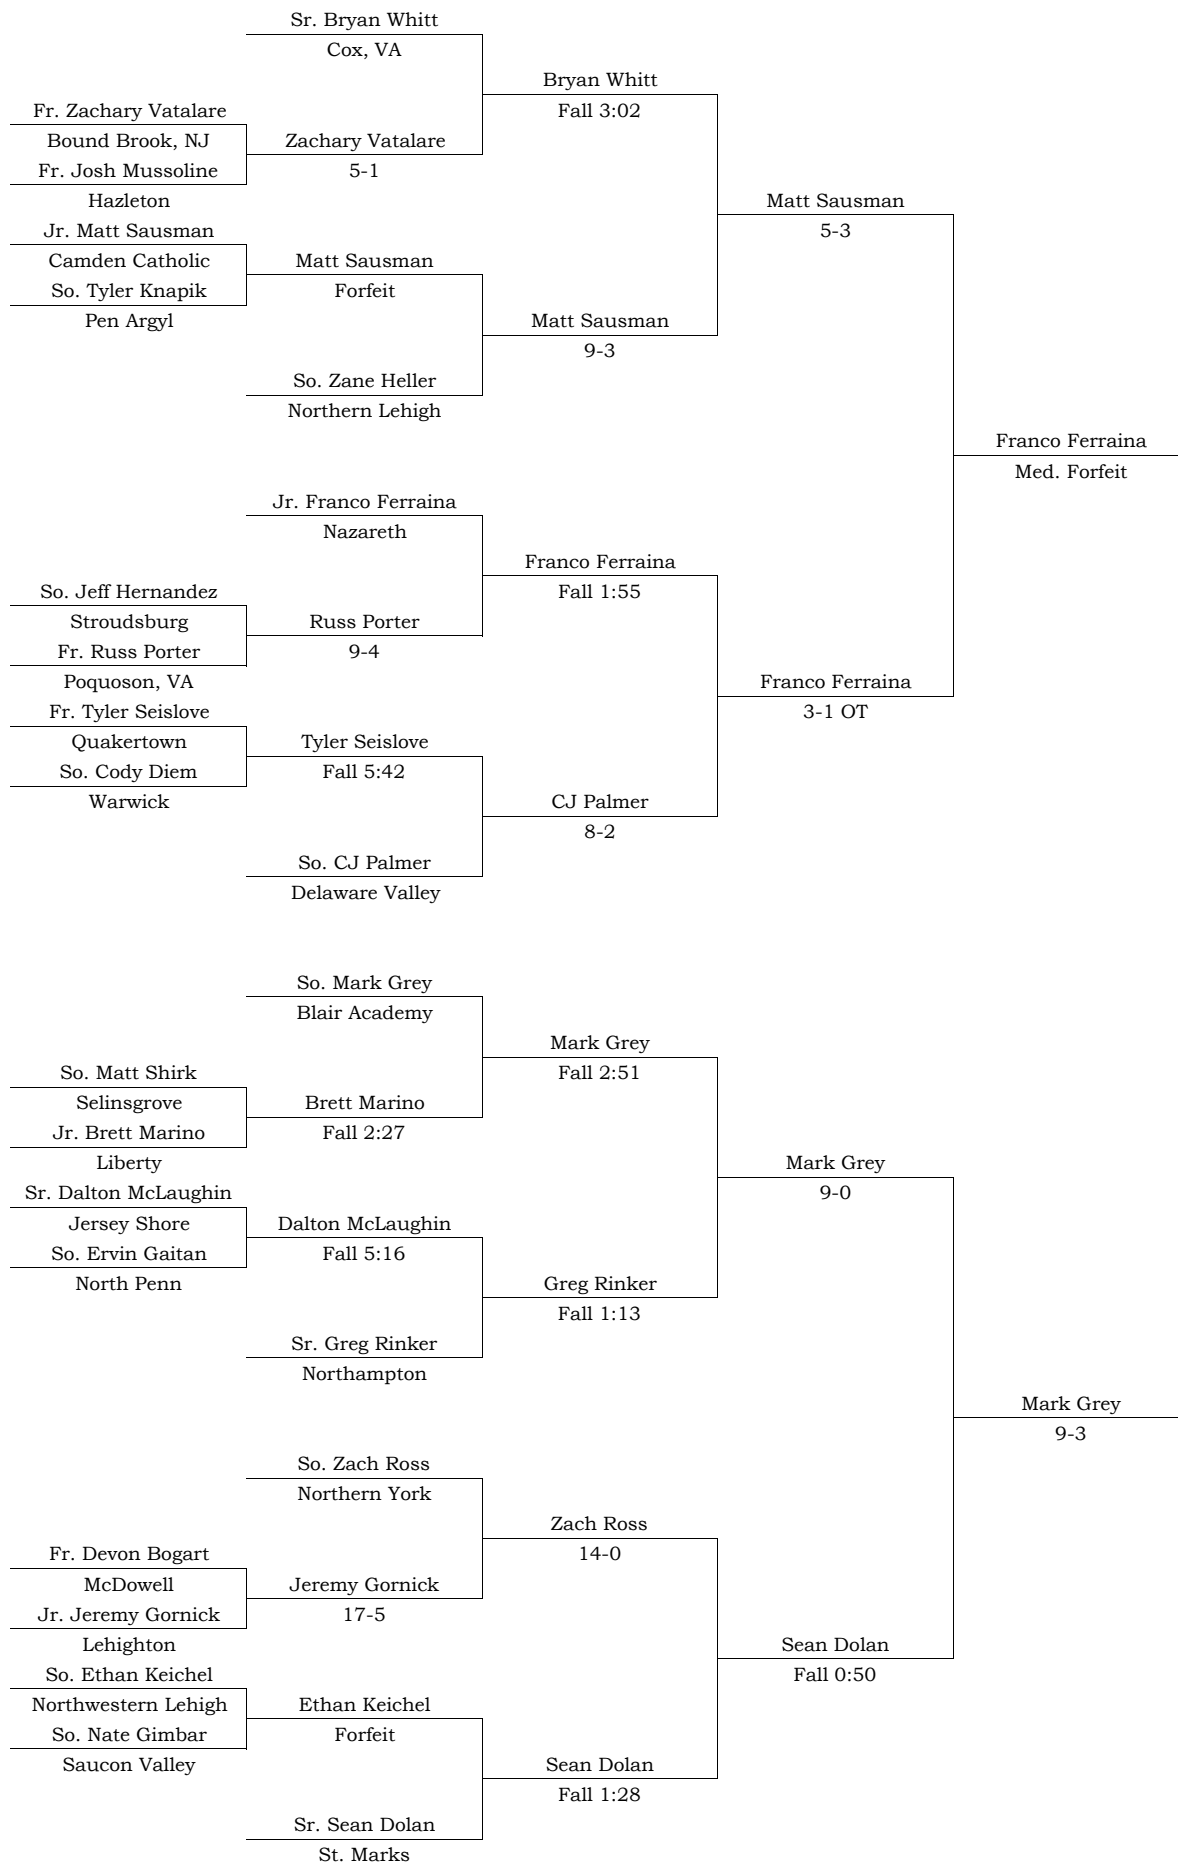 Sr. Bryan Whitt
Cox, VA
Bryan Whitt
Fall 3:02
Fr. Zachary Vatalare
Bound Brook, NJ
Zachary Vatalare
Fr. Josh Mussoline
5-1
Hazleton
Matt Sausman
Jr. Matt Sausman
5-3
Camden Catholic
Matt Sausman
So. Tyler Knapik
Forfeit
Pen Argyl
Matt Sausman
9-3
So. Zane Heller
Northern Lehigh
Franco Ferraina
Med. Forfeit
Jr. Franco Ferraina
Nazareth
Franco Ferraina
So. Jeff Hernandez
Fall 1:55
Stroudsburg
Russ Porter
Fr. Russ Porter
9-4
Poquoson, VA
Franco Ferraina
Fr. Tyler Seislove
3-1 OT
Quakertown
Tyler Seislove
So. Cody Diem
Fall 5:42
Warwick
CJ Palmer
8-2
So. CJ Palmer
Delaware Valley
So. Mark Grey
Blair Academy
Mark Grey
So. Matt Shirk
Fall 2:51
Selinsgrove
Brett Marino
Jr. Brett Marino
Fall 2:27
Liberty
Mark Grey
Sr. Dalton McLaughin
9-0
Jersey Shore
Dalton McLaughin
So. Ervin Gaitan
Fall 5:16
North Penn
Greg Rinker
Fall 1:13
Sr. Greg Rinker
Northampton
Mark Grey
9-3
So. Zach Ross
Northern York
Zach Ross
Fr. Devon Bogart
14-0
McDowell
Jeremy Gornick
Jr. Jeremy Gornick
17-5
Lehighton
Sean Dolan
So. Ethan Keichel
Fall 0:50
Northwestern Lehigh
Ethan Keichel
So. Nate Gimbar
Forfeit
Saucon Valley
Sean Dolan
Fall 1:28
Sr. Sean Dolan
St. Marks